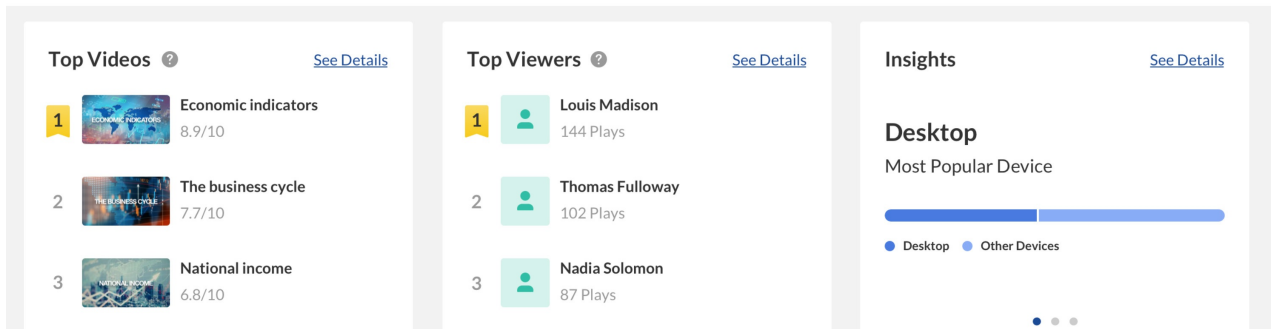 Top Videos ?
See Details
1
ECONOMIC INDICATORS
Economic indicators
8.9/10
2
THE BUSINESS CYCLE
The business cycle
7.7/10
3
NATIONAL INCOME
National income
6.8/10
Top Viewers ?
See Details
1
Louis Madison
144 Plays
2
Thomas Fulloway
102 Plays
3
Nadia Solomon
87 Plays
Insights
See Details
Desktop
Most Popular Device
Desktop
Other Devices